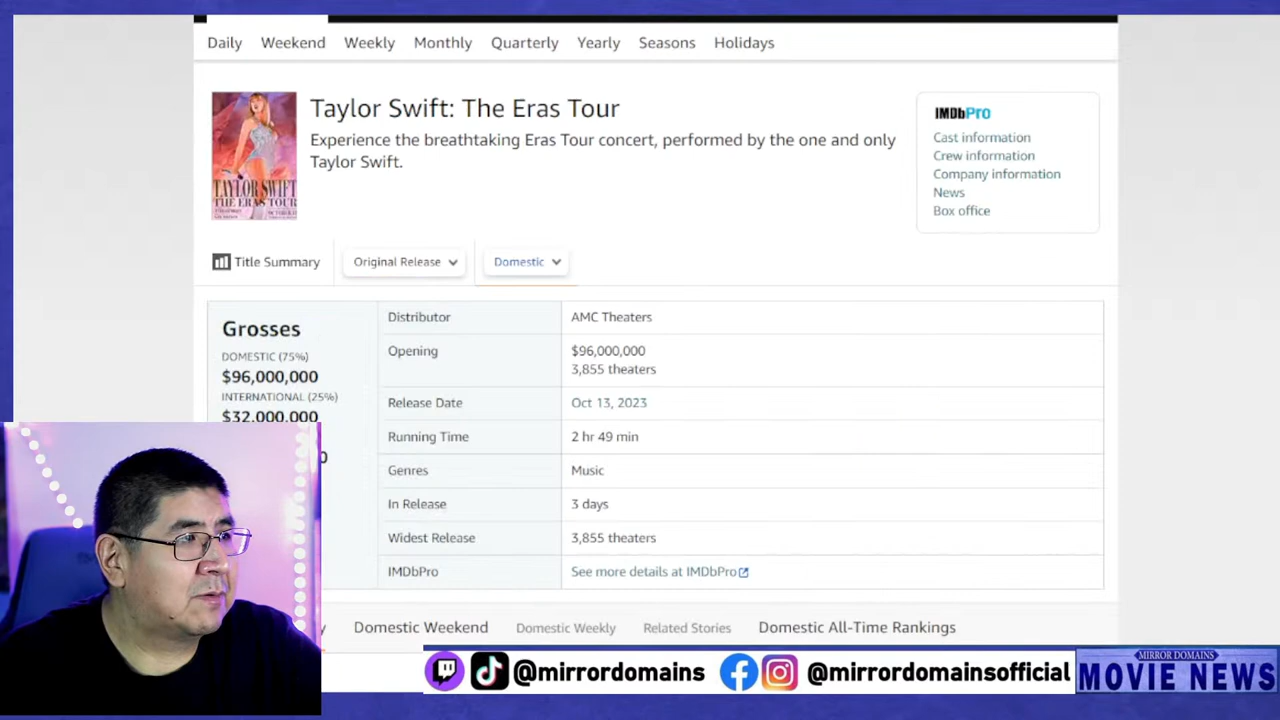 Daily Weekend Weekly Monthly Quarterly Yearly Seasons Holidays
Taylor Swift: The Eras Tour
Experience the breathtaking Eras Tour concert, performed by the one and only
Taylor Swift.
TAYLOR SWIFT
THE ERAS TOUR
IMDbPro
Cast information
Crew information
Company information
News
Box office
Title Summary
Original Release
Domestic
Grosses
DOMESTIC (75%)
$96,000,000
INTERNATIONAL (25%)
$32,000,000
0
Distributor AMC Theaters
Opening $96,000,000
3,855 theaters
Release Date Oct 13, 2023
Running Time 2 hr 49 min
Genres Music
In Release 3 days
Widest Release 3,855 theaters
IMDbPro See more details at IMDbPro
y Domestic Weekend Domestic Weekly Related Stories Domestic All-Time Rankings
@mirrordomains @mirrordomainsofficial
MIRROR DOMAINS
MOVIE NEWS